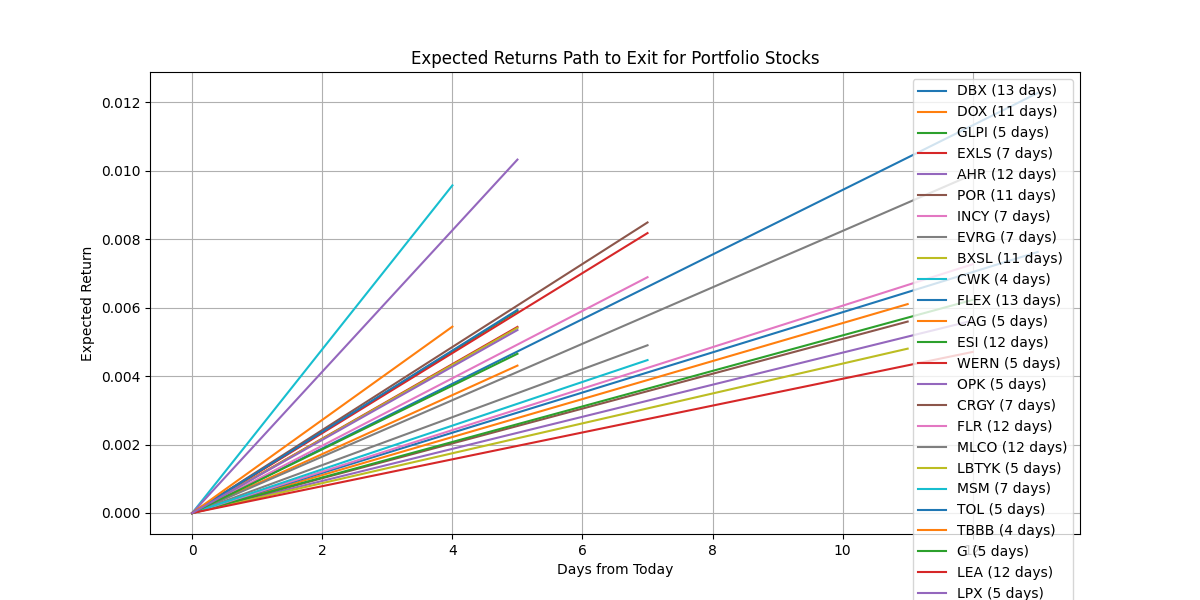 Expected Returns Path to Exit for Portfolio Stocks
Expected Return
0.012
0.010
0.008
0.006
0.004
0.002
0.000
0
2
4
6
8
10
12
Days from Today
DBX (13 days)
DOX (11 days)
GLPI (5 days)
EXLS (7 days)
AHR (12 days)
POR (11 days)
INCY (7 days)
EVRG (7 days)
BXSL (11 days)
CWK (4 days)
FLEX (13 days)
CAG (5 days)
ESI (12 days)
WERN (5 days)
OPK (5 days)
CRGY (7 days)
FLR (12 days)
MLCO (12 days)
LBTYK (5 days)
MSM (7 days)
TOL (5 days)
TBBB (4 days)
G (5 days)
LEA (12 days)
LPX (5 days)